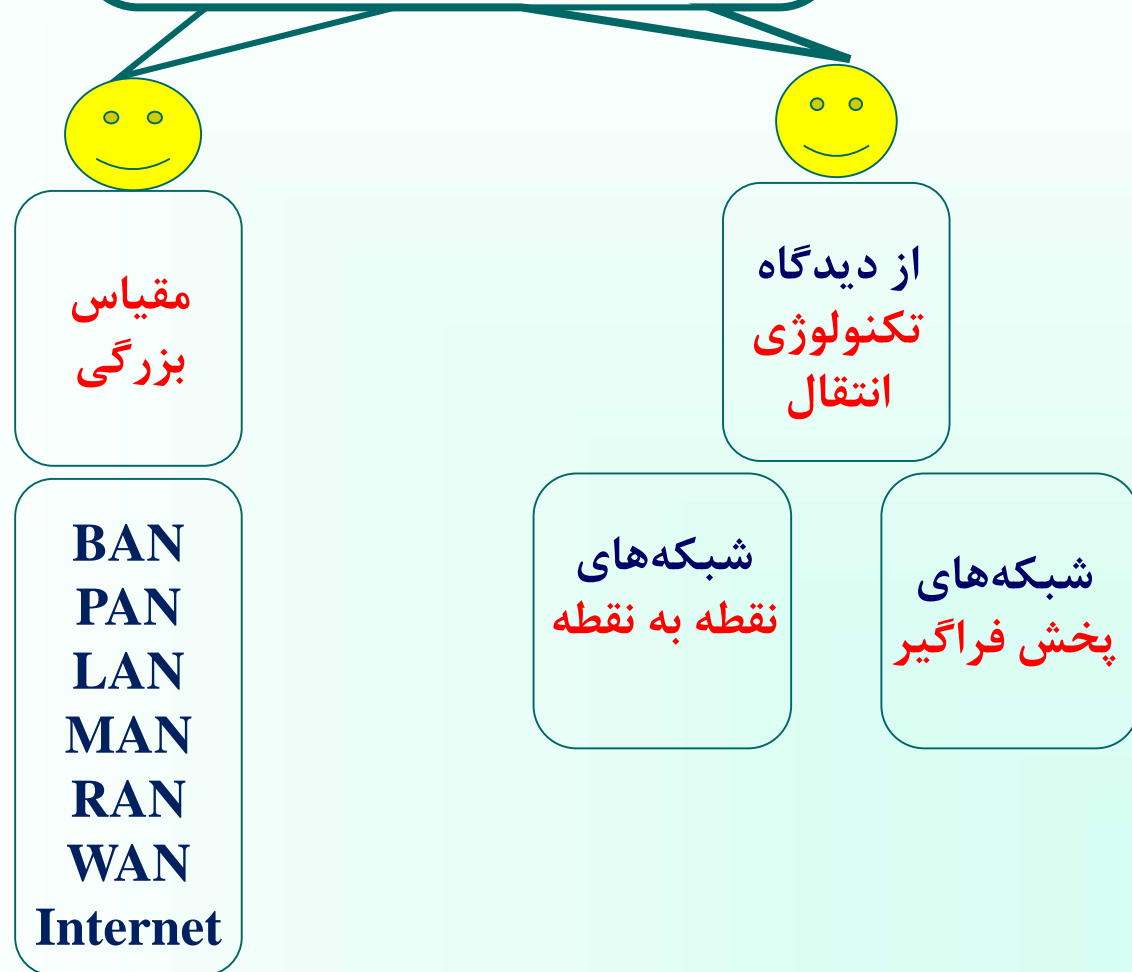 از دیدگاه
تکنولوژی
انتقال
مقیاس
بزرگی
شبکه‌های
پخش فراگیر
شبکه‌های
نقطه به نقطه
BAN
PAN
LAN
MAN
RAN
WAN
Internet